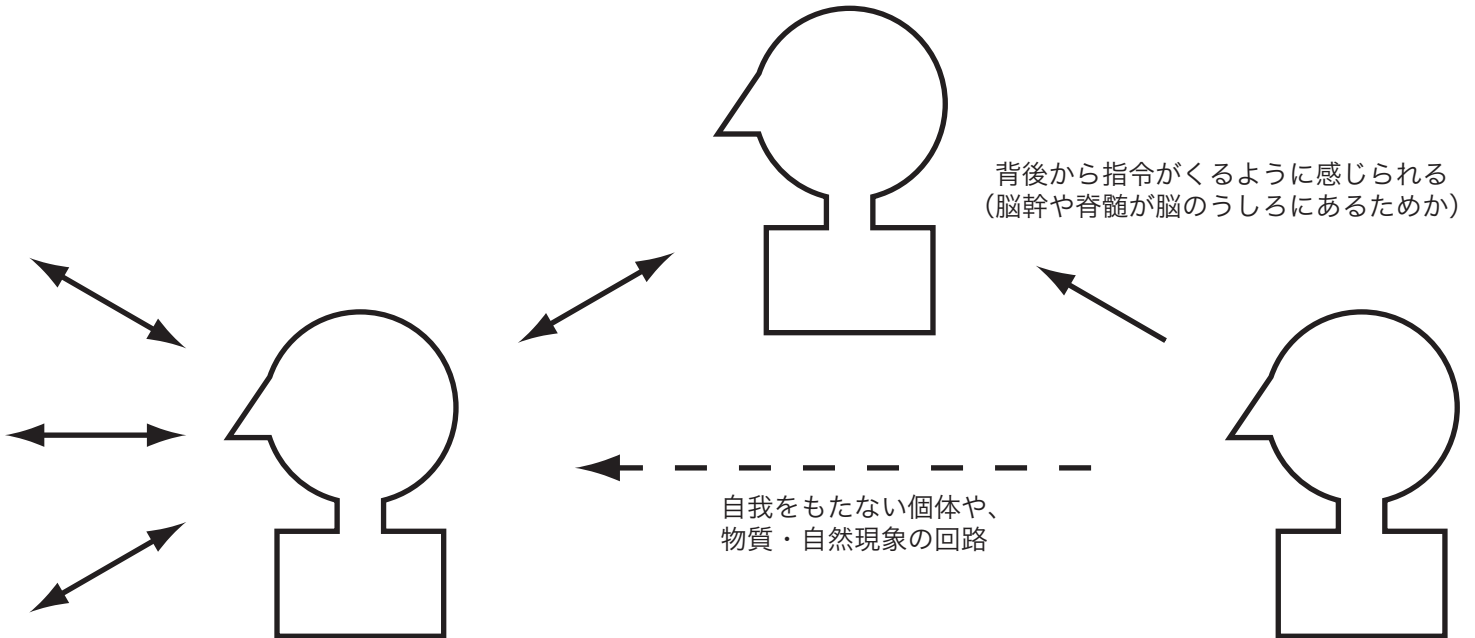 背後から指令がくるように感じられる
（脳幹や脊髄が脳のうしろにあるためか）
自我をもたない個体や、
物質・自然現象の回路